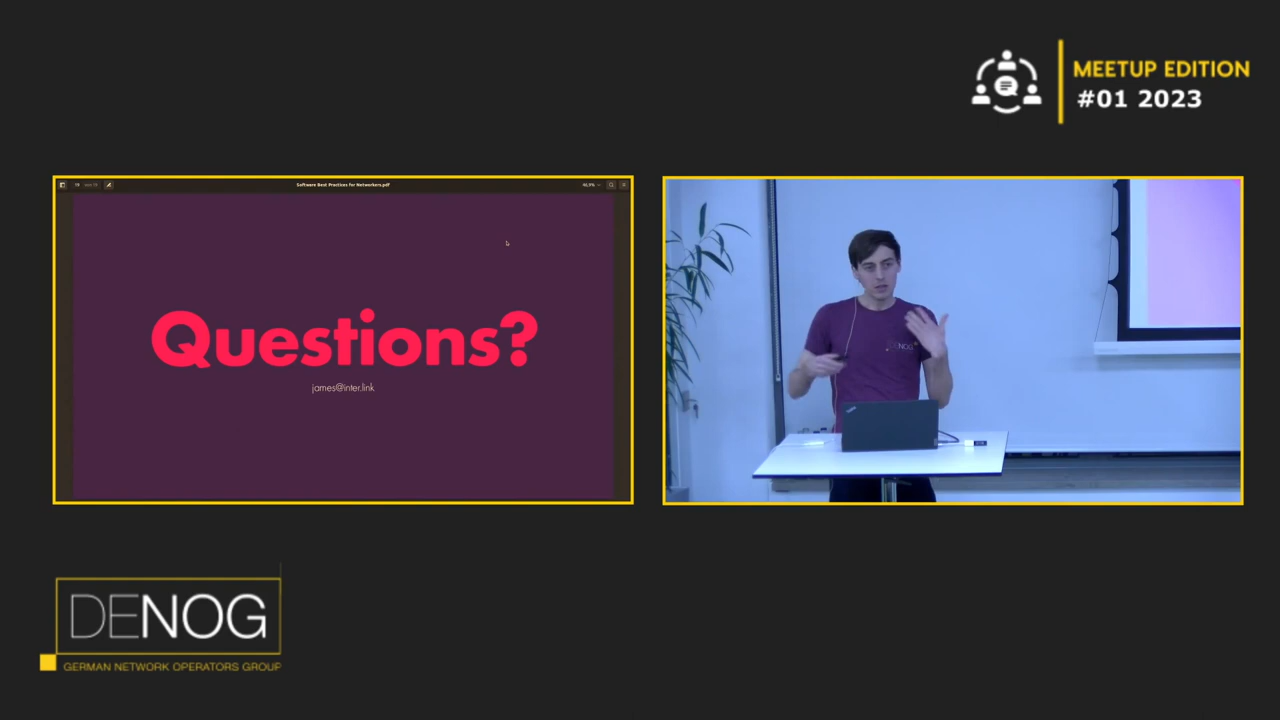 MEETUP EDITION
#01 2023
Software Best Practices for Networkers.pdf
Questions?
james@inter.link
DENOG
DENOG
GERMAN NETWORK OPERATORS GROUP